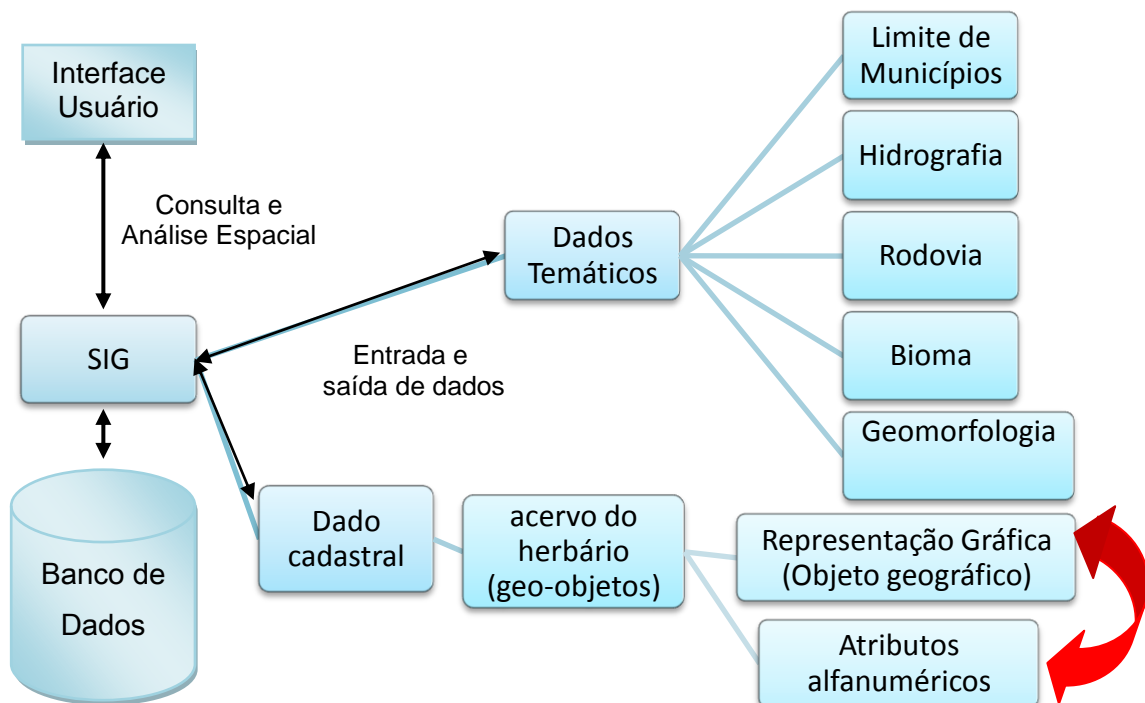 Interface
Usuário
Consulta e
Análise Espacial
SIG
Entrada e
saída de dados
Banco de
Dados
Dados
Temáticos
Limite de
Municípios
Hidrografia
Rodovia
Bioma
Geomorfologia
Dado
cadastral
acervo do
herbário
(geo-objetos)
Representação Gráfica
(Objeto geográfico)
Atributos
alfanuméricos